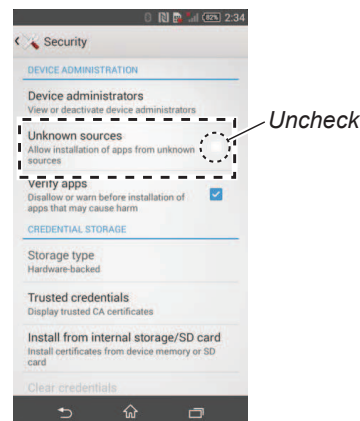 82% 2:34
Security
DEVICE ADMINISTRATION
Device administrators
View or deactivate device administrators
Unknown sources
Allow installation of apps from unknown
sources
Uncheck
Verify apps
Disallow or warn before installation of
apps that may cause harm
CREDENTIAL STORAGE
Storage type
Hardware-backed
Trusted credentials
Display trusted CA certificates
Install from internal storage/SD card
Install certificates from device memory or SD
card
Clear credentials